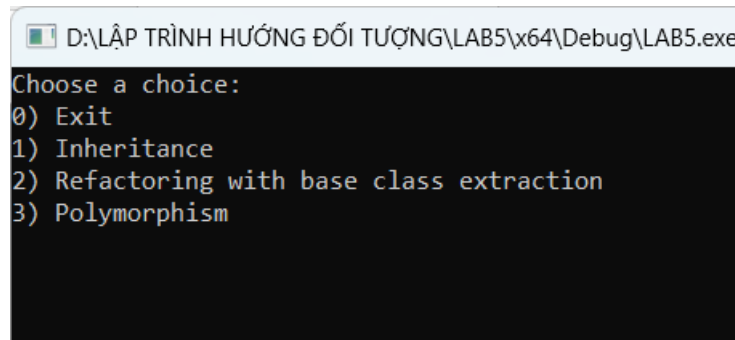 D:\LẬP TRÌNH HƯỚNG ĐỐI TƯỢNG\LAB5\x64\Debug\LAB5.exe
Choose a choice:
0) Exit
1) Inheritance
2) Refactoring with base class extraction
3) Polymorphism